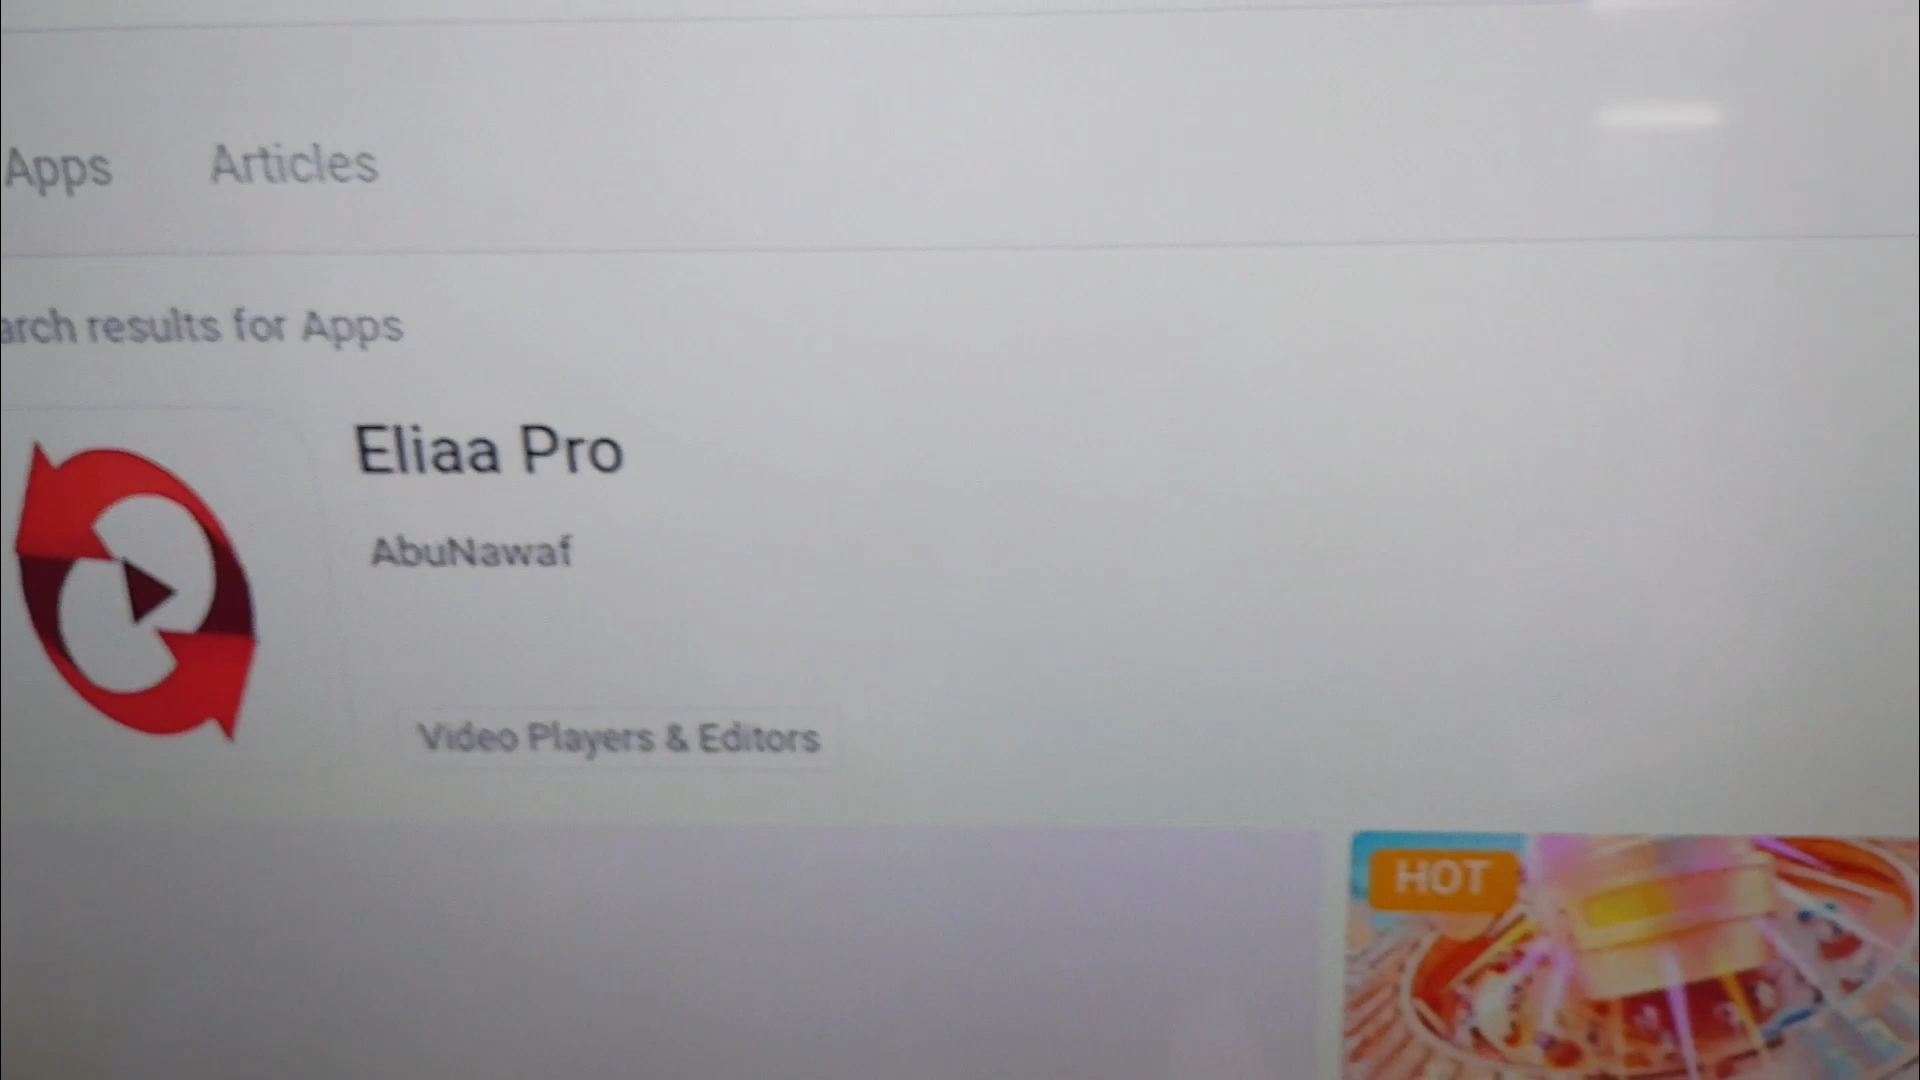 Apps Articles
arch results for Apps
Eliaa Pro
AbuNawaf
Video Players & Editors
HOT